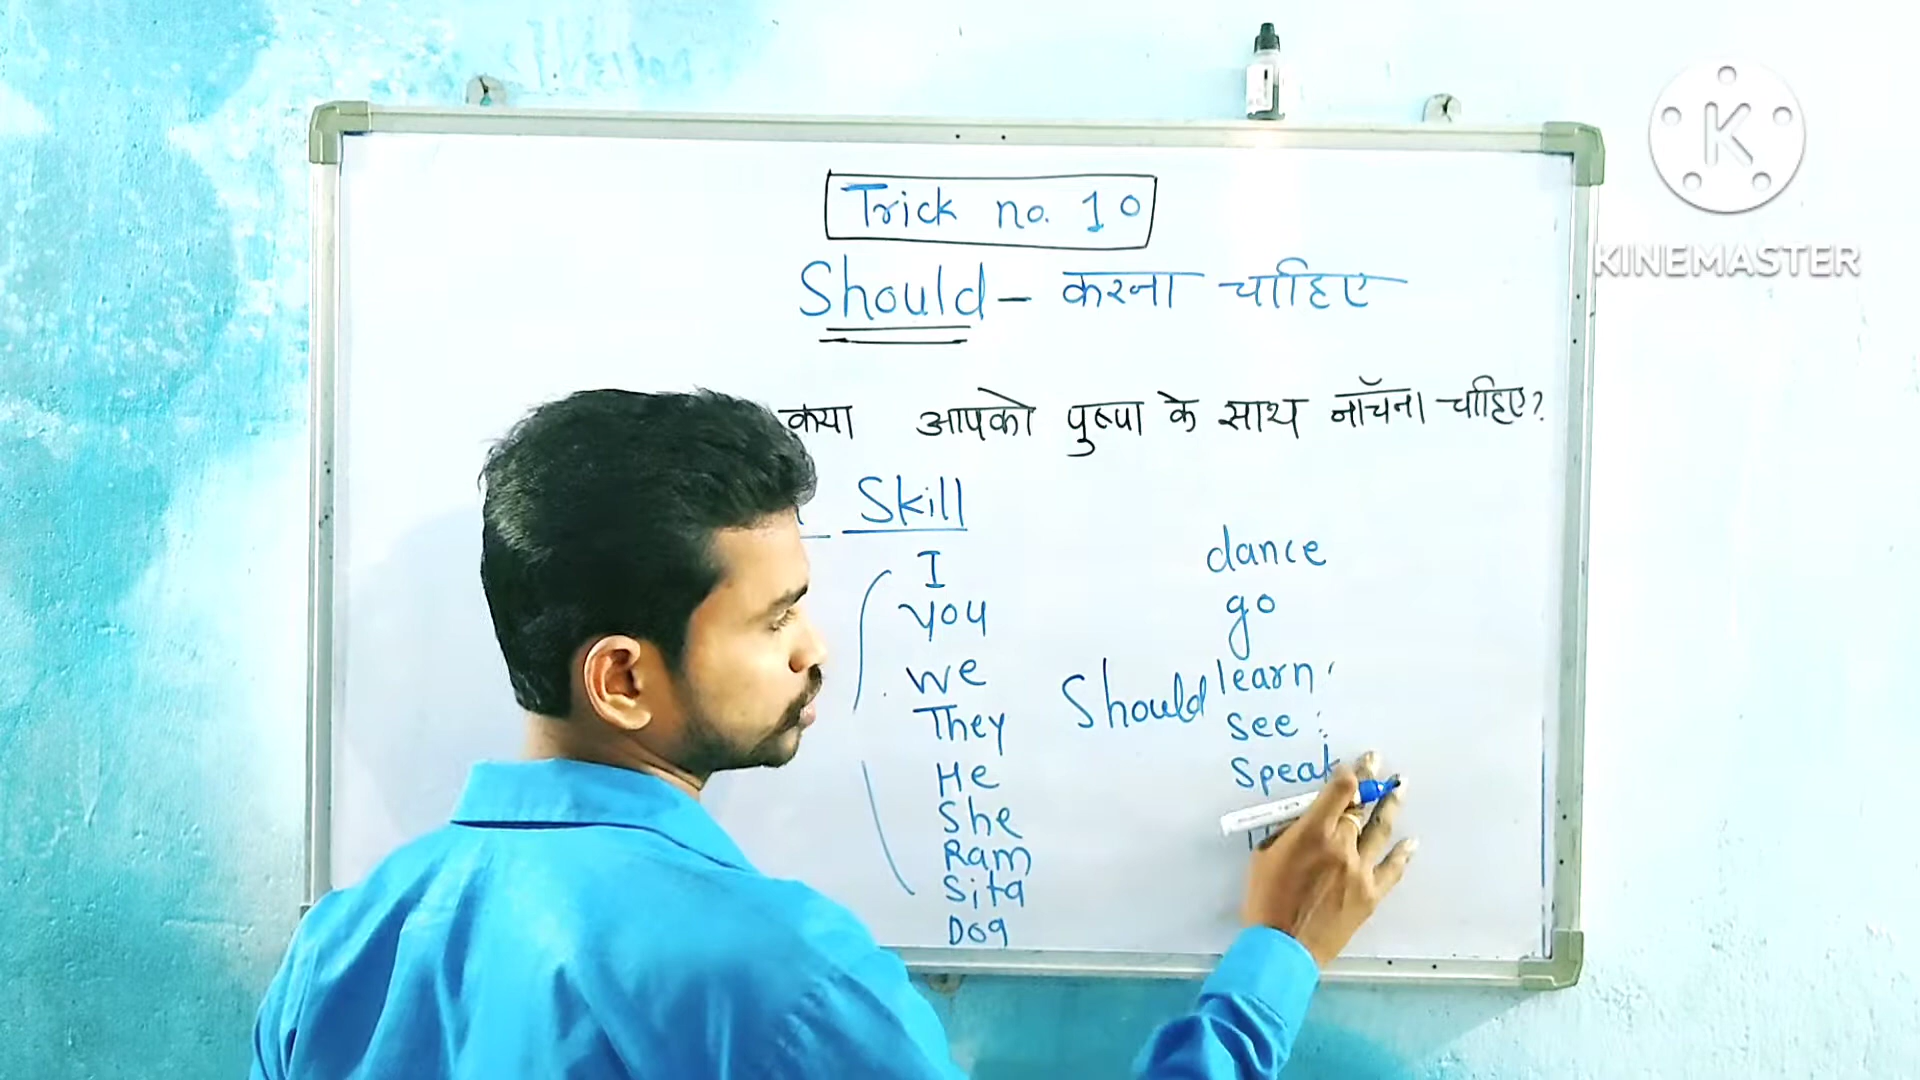 Trick no. 10
K
KINEMASTER
Should – करना चाहिए
क्या आपको पुष्पा के साथ नाॅचना चाहिए?
Skill
I
you
we
They
He
She
Ram
Sita
Dog
Should
dance
go
learn
see
Speak